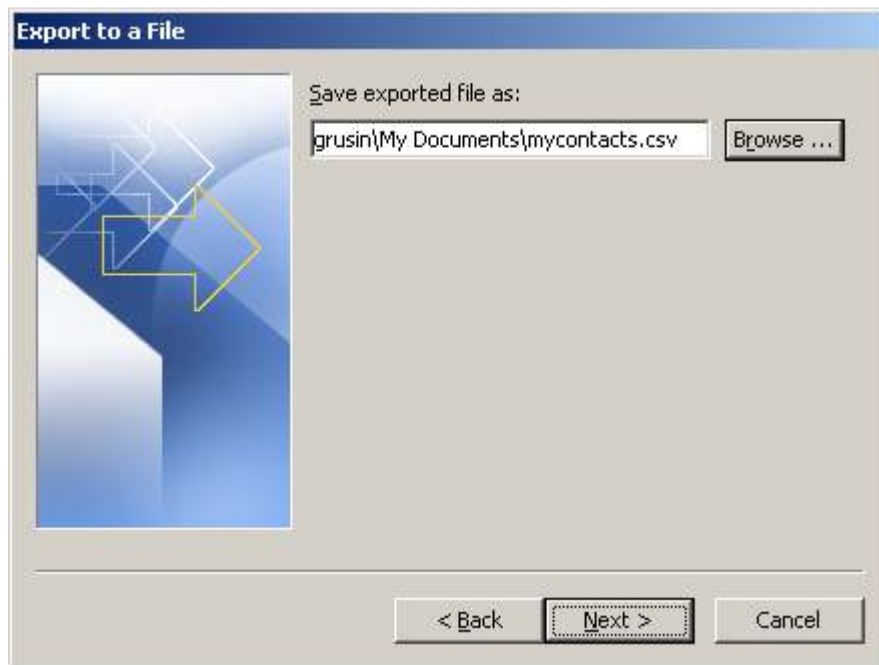 Export to a File
Save exported file as:
grusin\My Documents\mycontacts.csv
Browse ...
< Back
Next >
Cancel